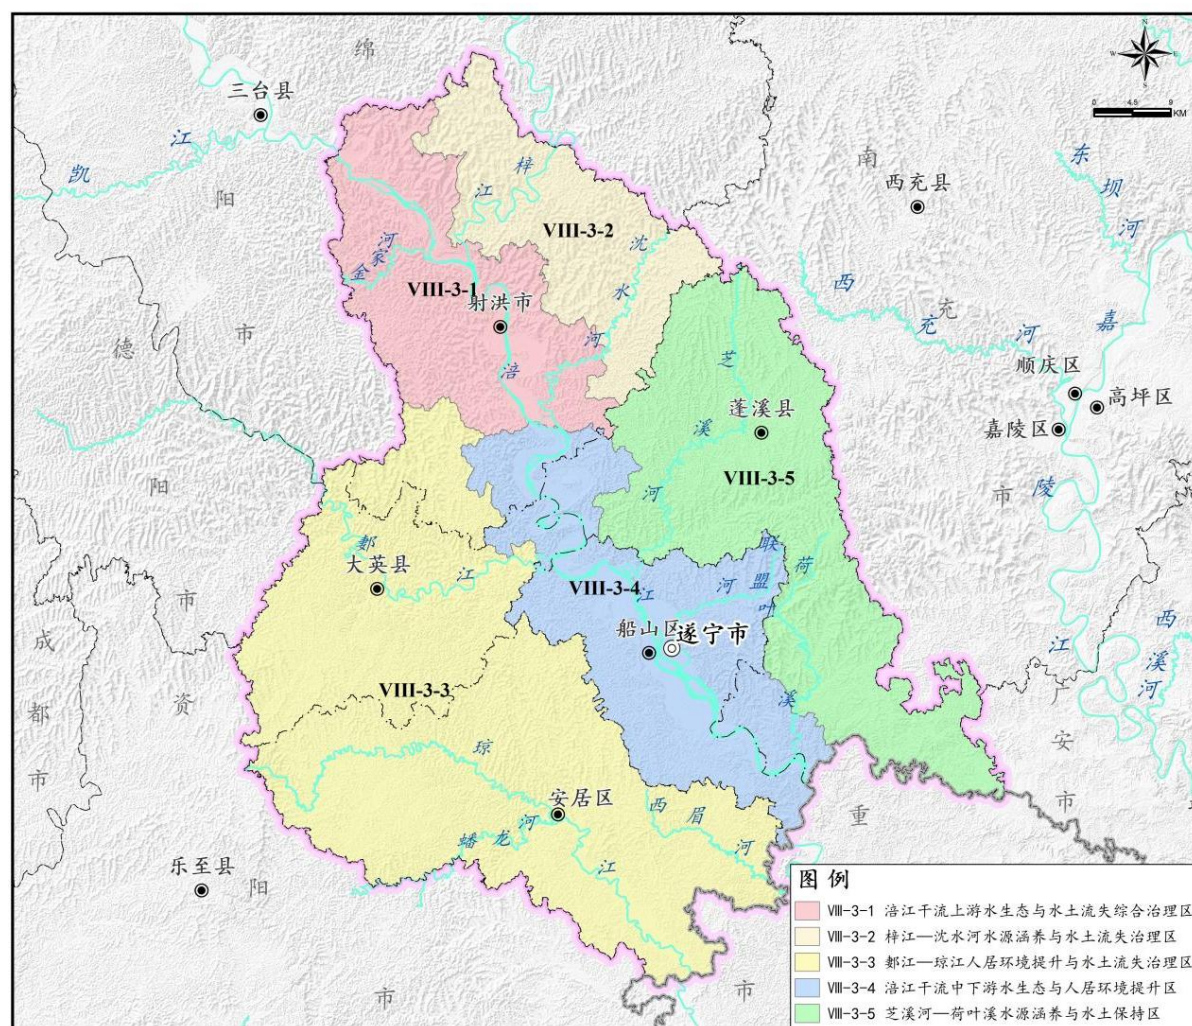 绵
N
W
E
S
三台县
0 4.5 9
KM
江
凯
阳
梓
江
南
东
坝
河
西充县
VIII-3-2
沈
河
家
金
VIII-3-1
射洪市
水
河
西
充
充
河
嘉
市
德
涪
芝
顺庆区
高坪区
蓬溪县
嘉陵区
溪
VIII-3-5
河
市
陵
阳
郪
江
大英县
联
盟
河
荷
叶
VIII-3-4
江
船山区
遂宁市
市
成
都
市
资
VIII-3-3
溪
江
西
溪
河
广
安
市
琼
安居区
西
眉
河
蟠龙河
江
重
乐至县
阳
市
市
图 例
VIII-3-1 涪江干流上游水生态与水土流失综合治理区
VIII-3-2 梓江—沈水河水源涵养与水土流失治理区
VIII-3-3 郪江—琼江人居环境提升与水土流失治理区
VIII-3-4 涪江干流中下游水生态与人居环境提升区
VIII-3-5 芝溪河—荷叶溪水源涵养与水土保持区